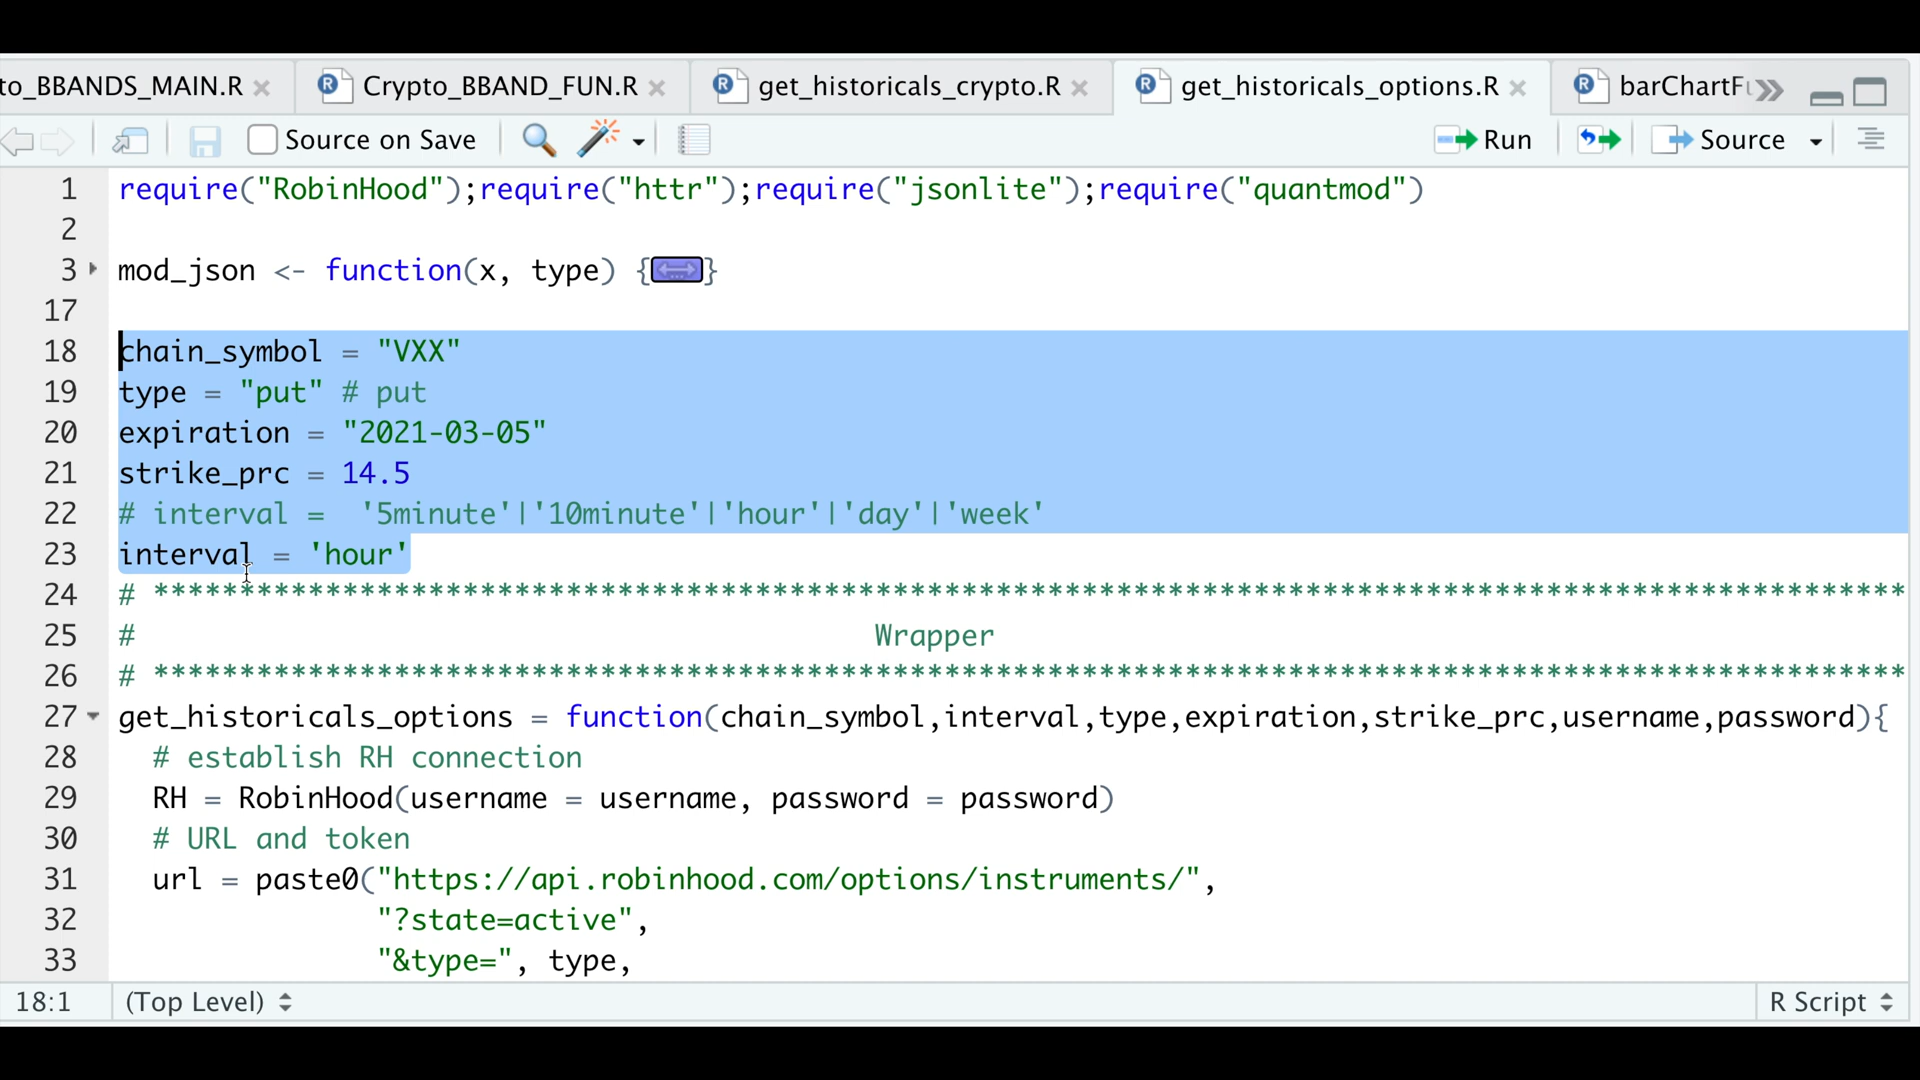 to_BBANDS_MAIN.R Crypto_BBAND_FUN.R get_historicals_crypto.R get_historicals_options.R barChartF
Source on Save Run Source
1 require("RobinHood");require("httr");require("jsonlite");require("quantmod")
2
3 mod_json <- function(x, type) {}
17
18 chain_symbol = "VXX"
19 type = "put" # put
20 expiration = "2021-03-05"
21 strike_prc = 14.5
22 # interval =  '5minute'|'10minute'|'hour'|'day'|'week'
23 interval = 'hour'
24 # ******************************************************************************************************
25 # Wrapper
26 # ******************************************************************************************************
27 get_historicals_options = function(chain_symbol,interval,type,expiration,strike_prc,username,password){
28 # establish RH connection
29 RH = RobinHood(username = username, password = password)
30 # URL and token
31 url = paste0("https://api.robinhood.com/options/instruments/",
32 "?state=active",
33 "&type=", type,
18:1 (Top Level) R Script